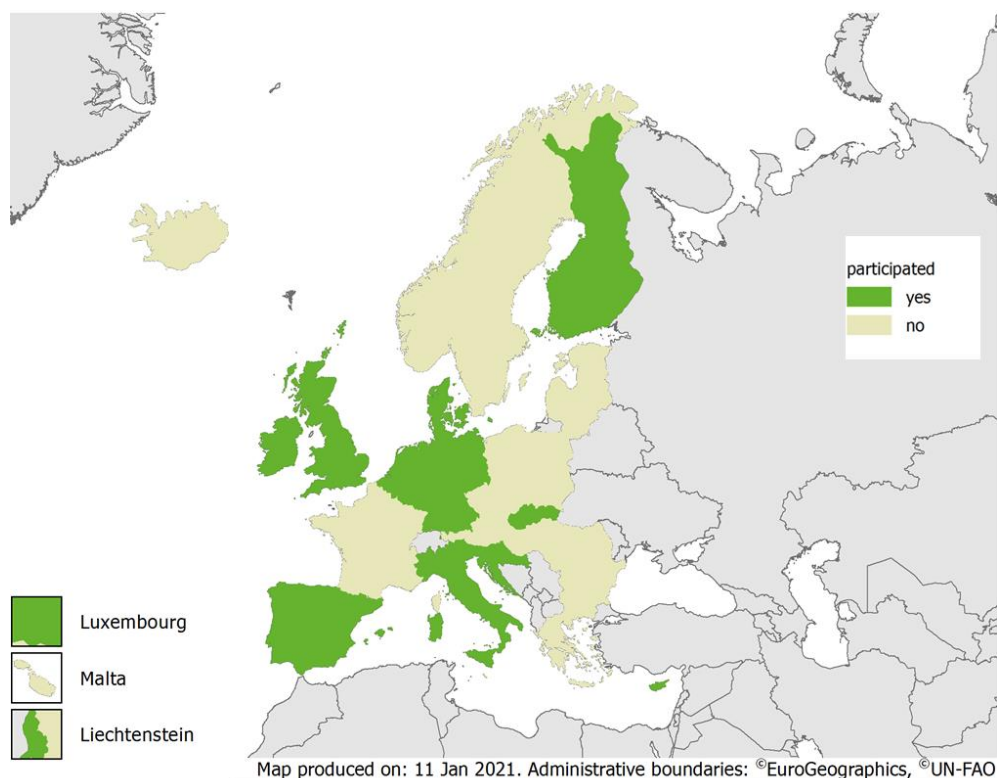 participated
yes
no
Luxembourg
Malta
Liechtenstein
Map produced on: 11 Jan 2021. Administrative boundaries: ©EuroGeographics, ©UN-FAO